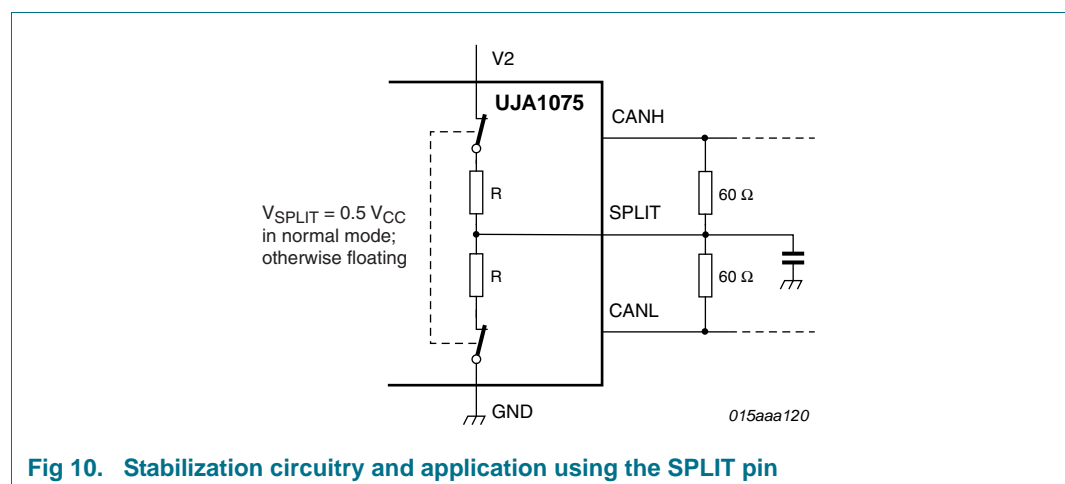 V2
UJA1075
CANH
R
60 Ω
VSPLIT = 0.5 VCC
in normal mode;
otherwise floating
SPLIT
R
60 Ω
CANL
GND
015aaa120
Fig 10. Stabilization circuitry and application using the SPLIT pin